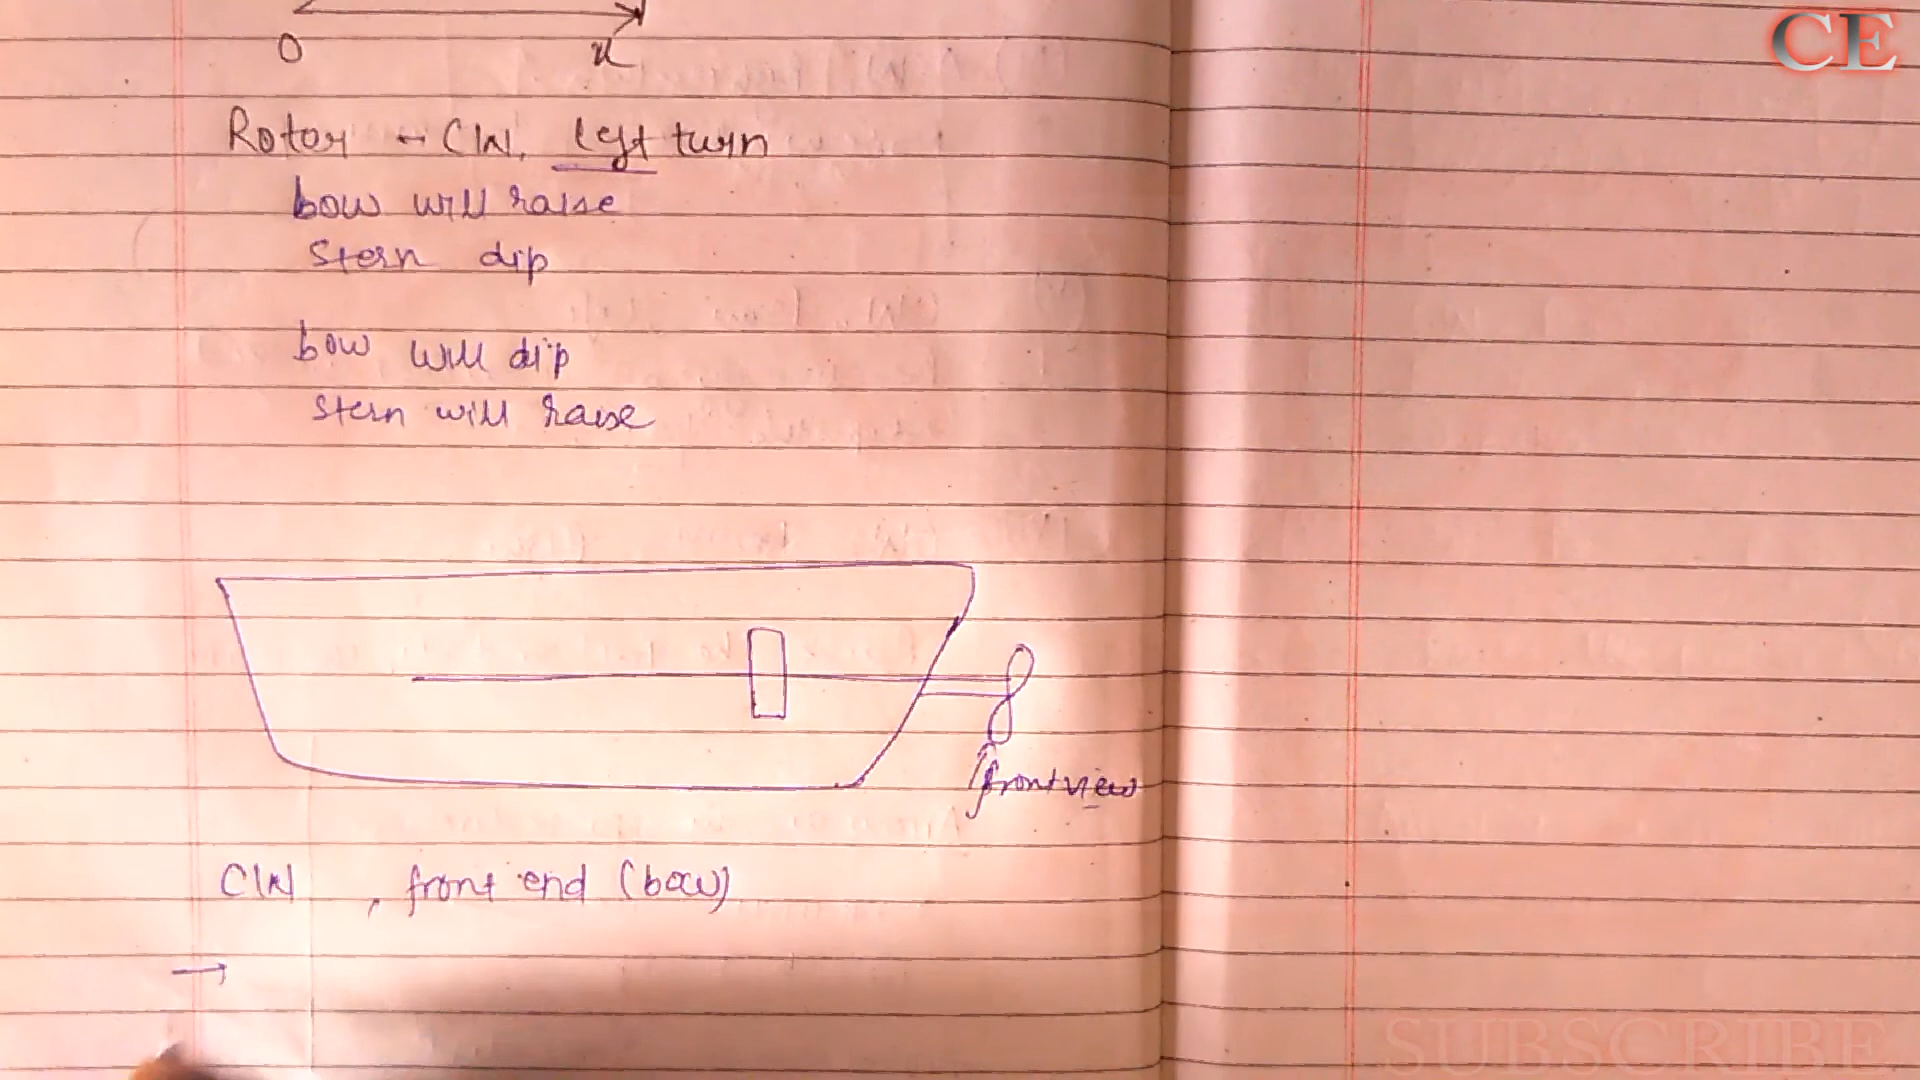 CE
O x
Rotor - CW, left turn
bow will raise
stern dip
bow will dip
stern will raise
front view
CW , front end (bow)
→
SUBSCRIBE